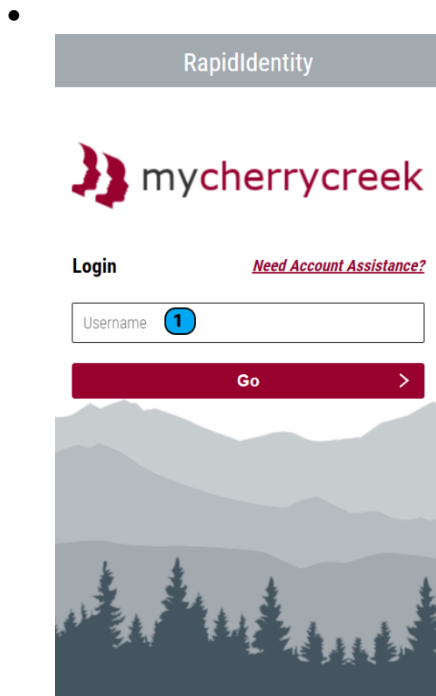 RapidIdentity
mycherrycreek
Login
Need Account Assistance?
Username 1
Go